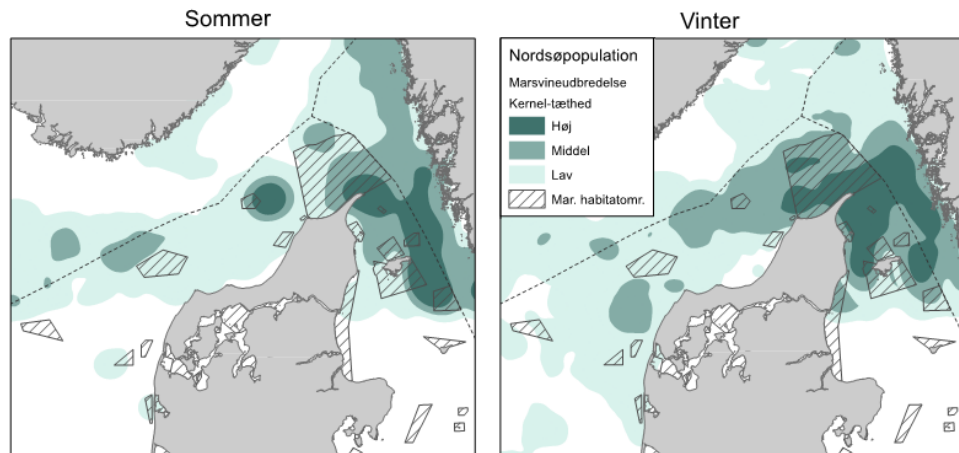 Sommer
Vinter
Nordsøpopulation
Marsvineudbredelse
Kernel-tæthed
Høj
Middel
Lav
Mar. habitatomr.